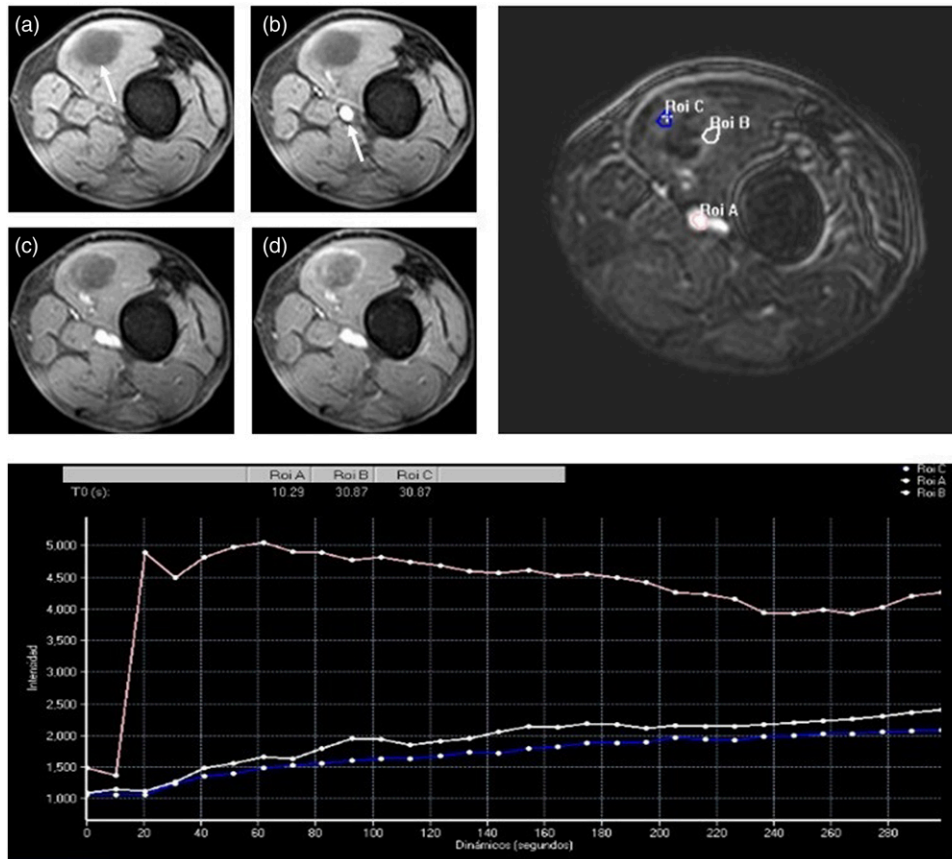 (a)
(b)
(c)
(d)
Roi C
Roi B
Roi A
Roi A Roi B Roi C
T0 (s): 10.29 30.87 30.87
Roi C
Roi A
Roi B
5,000
4,500
4,000
3,500
3,000
2,500
2,000
1,500
1,000
Intensidad
0 20 40 60 80 100 120 140 160 180 200 220 240 260 280
Dinámicos (segundos)